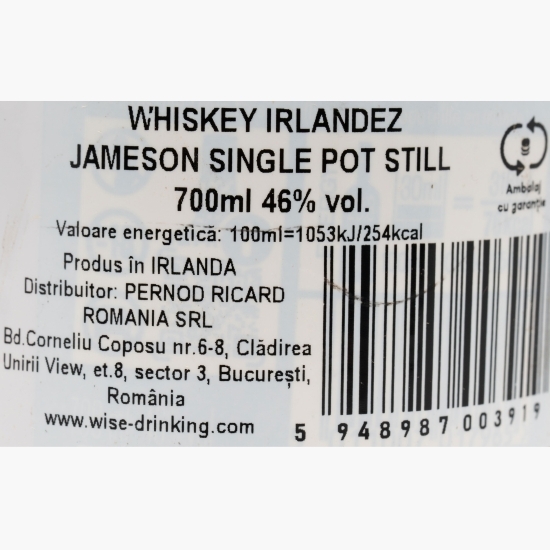 WHISKEY IRLANDEZ
JAMESON SINGLE POT STILL
700ml 46% vol.
Valoare energetică: 100ml=1053kJ/254kcal
Produs în IRLANDA
Distribuitor: PERNOD RICARD
ROMANIA SRL
Bd.Corneliu Coposu nr.6-8, Clădirea
Unirii View, et.8, sector 3, București,
România
www.wise-drinking.com
Ambalaj
cu garanție
5 948987 003919